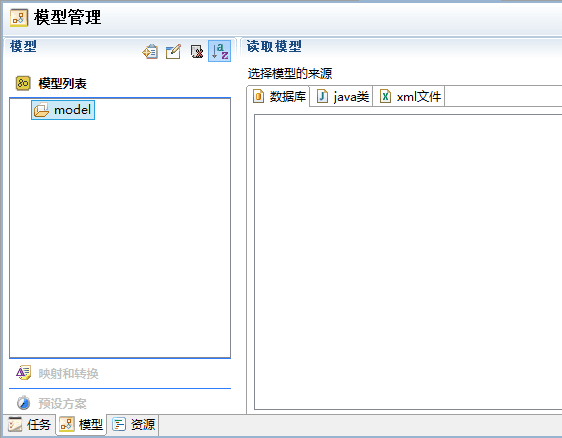 模型管理
模型
读取模型
选择模型的来源
模型列表
数据库 java类 xml文件
model
映射和转换
预设方案
任务 模型 资源